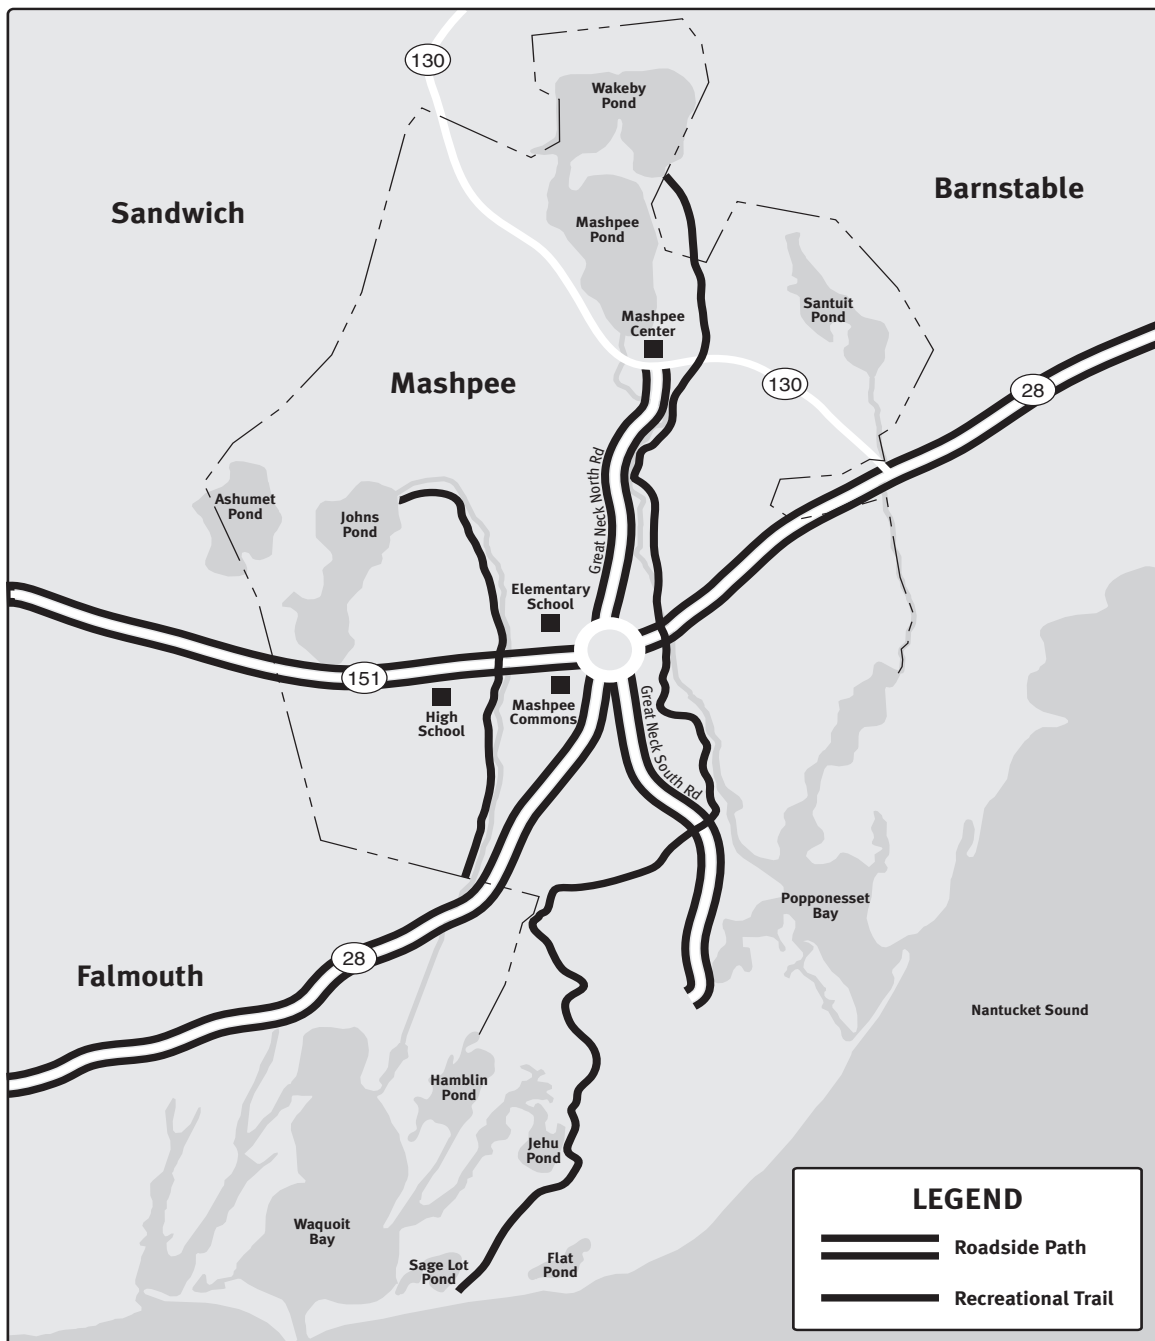 130
Wakeby
Pond
Barnstable
Sandwich
Mashpee
Pond
Santuit
Pond
Mashpee
Center
Mashpee
130
28
Great Neck North Rd
Ashumet
Pond
Johns
Pond
Elementary
School
151
High
School
Mashpee
Commons
Great Neck South Rd
Popponesset
Bay
28
Falmouth
Nantucket Sound
Hamblin
Pond
Jehu
Pond
Waquoit
Bay
Sage Lot
Pond
Flat
Pond
LEGEND
Roadside Path
Recreational Trail